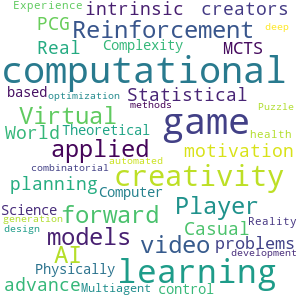 Experience
deep
PCG intrinsic creators
Reinforcement
Real Complexity MCTS
computational
based Statistical
optimization
methods Puzzle
Virtual game
World Theoretical health
applied motivation
automated
combinatorial
planning creativity
Computer
Science Player Reality
generation forward Casual
design
models video problems
AI development
Physically learning
advance Multiagent control